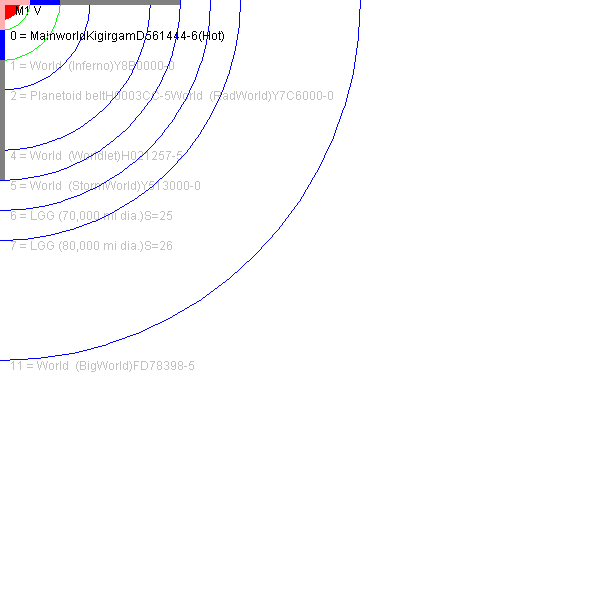 M1 V
0 = MainworldKigirgamD561444-6(Hot)
1 = World  (Inferno)Y8B0000-0
2 = Planetoid beltH0003CC-5World  (RadWorld)Y7C6000-0
4 = World  (Worldlet)H021257-5
5 = World  (StormWorld)Y513000-0
6 = LGG (70,000 mi dia.)S=25
7 = LGG (80,000 mi dia.)S=26
11 = World  (BigWorld)FD78398-5